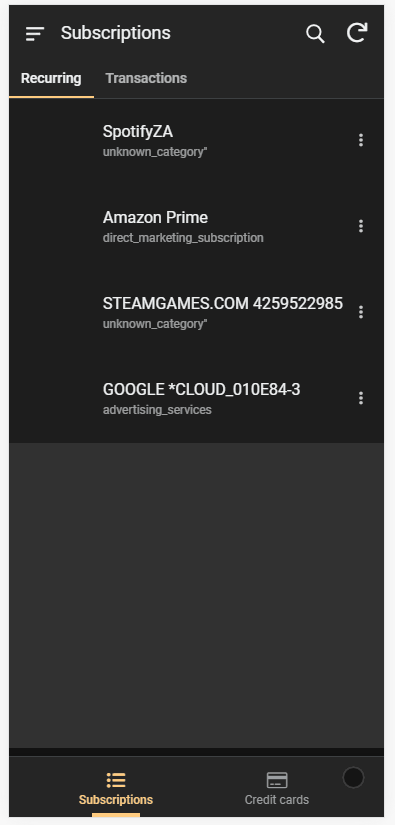 Subscriptions
Recurring Transactions
SpotifyZA
unknown_category"
Amazon Prime
direct_marketing_subscription
STEAMGAMES.COM 4259522985
unknown_category"
GOOGLE *CLOUD_010E84-3
advertising_services
Subscriptions Credit cards